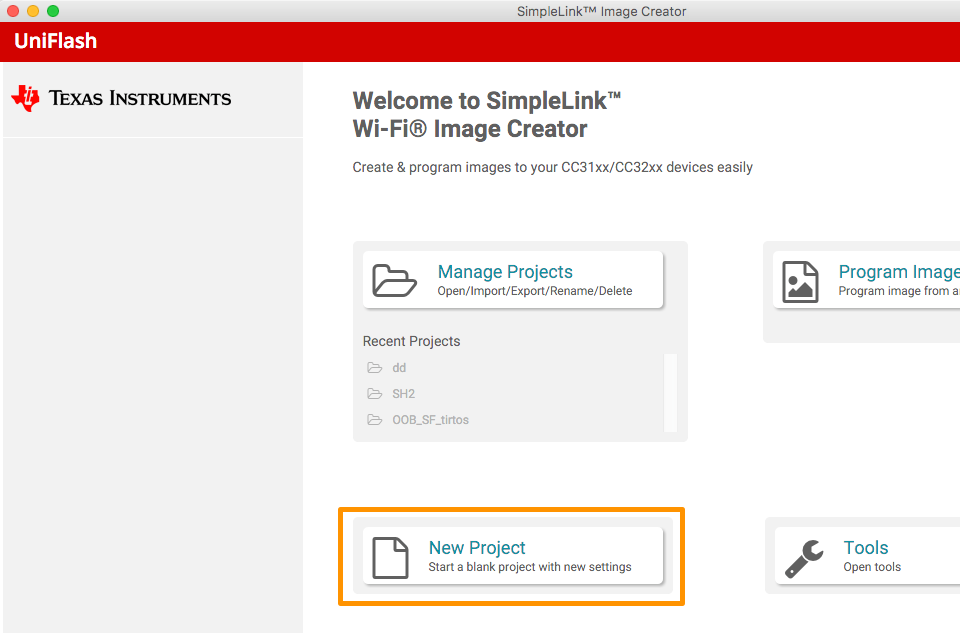 SimpleLink™ Image Creator
UniFlash
TEXAS INSTRUMENTS
Welcome to SimpleLink™
Wi-Fi® Image Creator
Create & program images to your CC31xx/CC32xx devices easily
Manage Projects
Open/Import/Export/Rename/Delete
Recent Projects
dd
SH2
OOB_SF_tirtos
Program Image
Program image from a
New Project
Start a blank project with new settings
Tools
Open tools